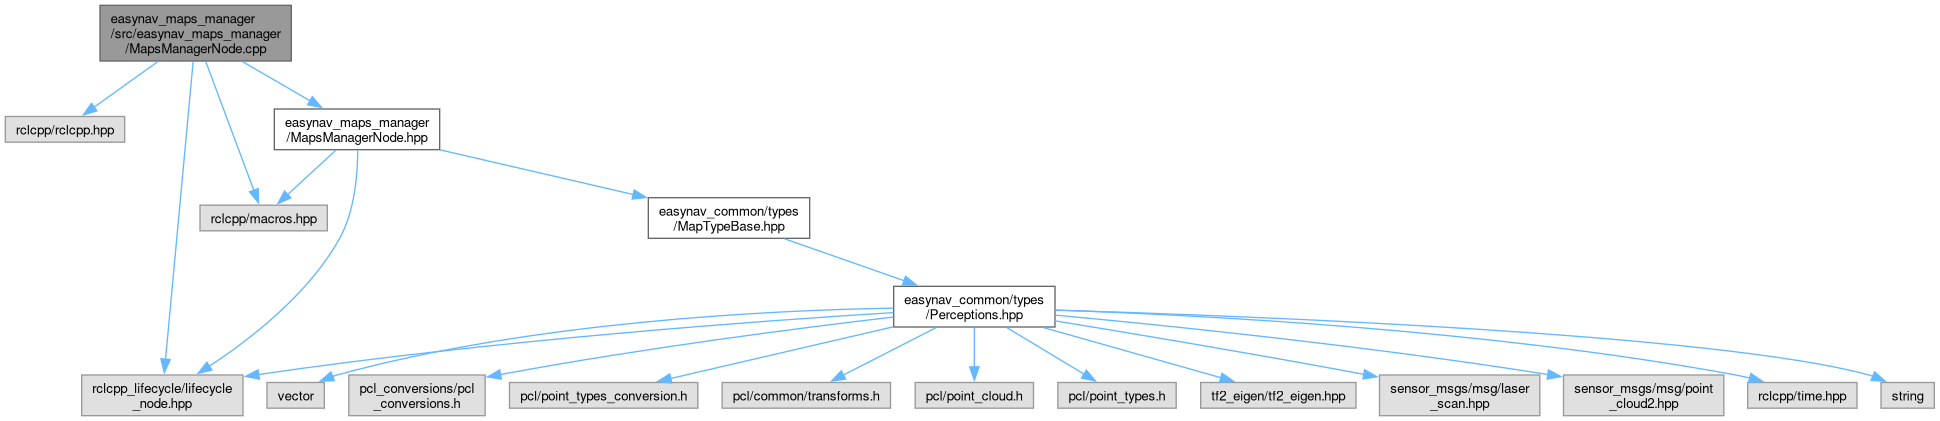 easynav_maps_manager
/src/easynav_maps_manager
/MapsManagerNode.cpp
rclcpp/rclcpp.hpp
easynav_maps_manager
/MapsManagerNode.hpp
rclcpp/macros.hpp
easynav_common/types
/MapTypeBase.hpp
easynav_common/types
/Perceptions.hpp
rclcpp_lifecycle/lifecycle
_node.hpp
vector
pcl_conversions/pcl
_conversions.h
pcl/point_types_conversion.h
pcl/common/transforms.h
pcl/point_cloud.h
pcl/point_types.h
tf2_eigen/tf2_eigen.hpp
sensor_msgs/msg/laser
_scan.hpp
sensor_msgs/msg/point
_cloud2.hpp
rclcpp/time.hpp
string